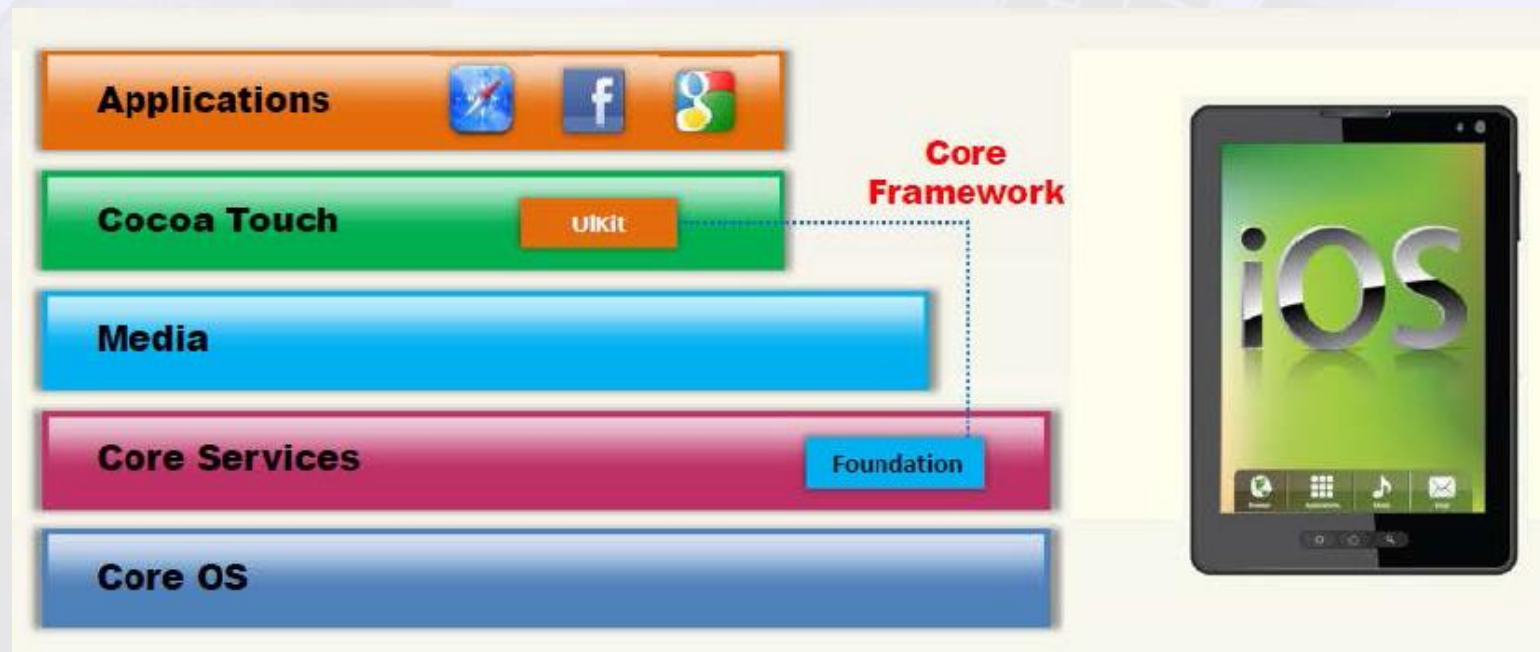 Applications
f
g
Core
Framework
Cocoa Touch
UIKit
Media
Core Services
Foundation
Core OS
iOS